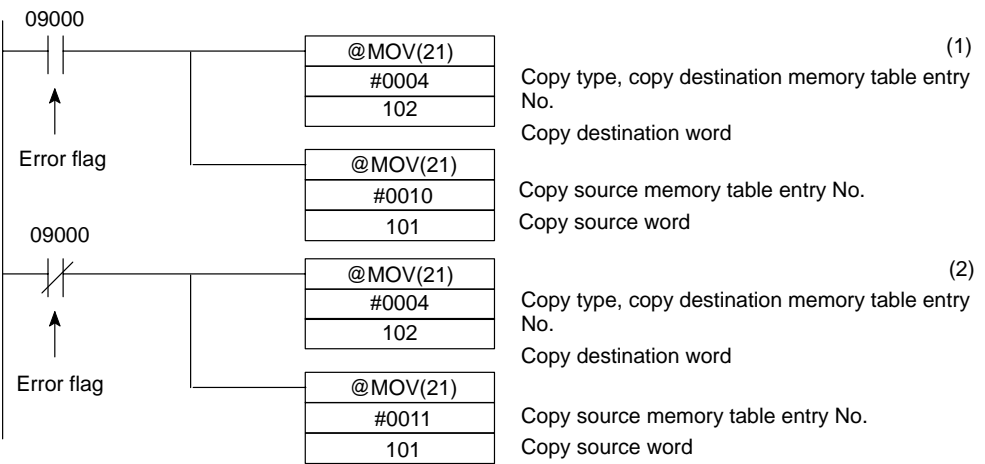 09000
@MOV(21)
(1)
#0004
Copy type, copy destination memory table entry
No.
102
Copy destination word
Error flag
@MOV(21)
#0010
Copy source memory table entry No.
101
Copy source word
09000
@MOV(21)
(2)
#0004
Copy type, copy destination memory table entry
No.
102
Copy destination word
Error flag
@MOV(21)
#0011
Copy source memory table entry No.
101
Copy source word